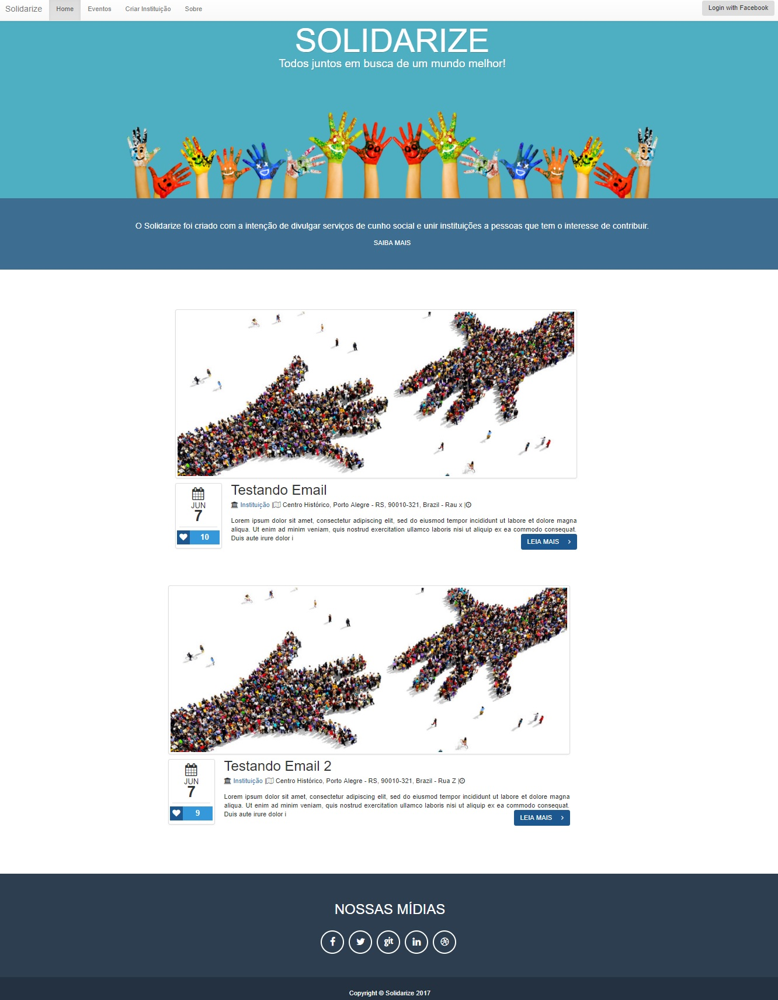 Solidarize
Home
Eventos
Criar Instituição
Sobre
Login with Facebook
SOLIDARIZE
Todos juntos em busca de um mundo melhor!
O Solidarize foi criado com a intenção de divulgar serviços de cunho social e unir instituições a pessoas que tem o interesse de contribuir.
SAIBA MAIS
JUN
7
10
Testando Email
Instituição | Centro Histórico, Porto Alegre - RS, 90010-321, Brazil - Rau x |
Lorem ipsum dolor sit amet, consectetur adipiscing elit, sed do eiusmod tempor incididunt ut labore et dolore magna
aliqua. Ut enim ad minim veniam, quis nostrud exercitation ullamco laboris nisi ut aliquip ex ea commodo consequat.
Duis aute irure dolor i
LEIA MAIS
JUN
7
9
Testando Email 2
Instituição | Centro Histórico, Porto Alegre - RS, 90010-321, Brazil - Rua Z |
Lorem ipsum dolor sit amet, consectetur adipiscing elit, sed do eiusmod tempor incididunt ut labore et dolore magna
aliqua. Ut enim ad minim veniam, quis nostrud exercitation ullamco laboris nisi ut aliquip ex ea commodo consequat.
Duis aute irure dolor i
LEIA MAIS
NOSSAS MÍDIAS
git
in
Copyright © Solidarize 2017